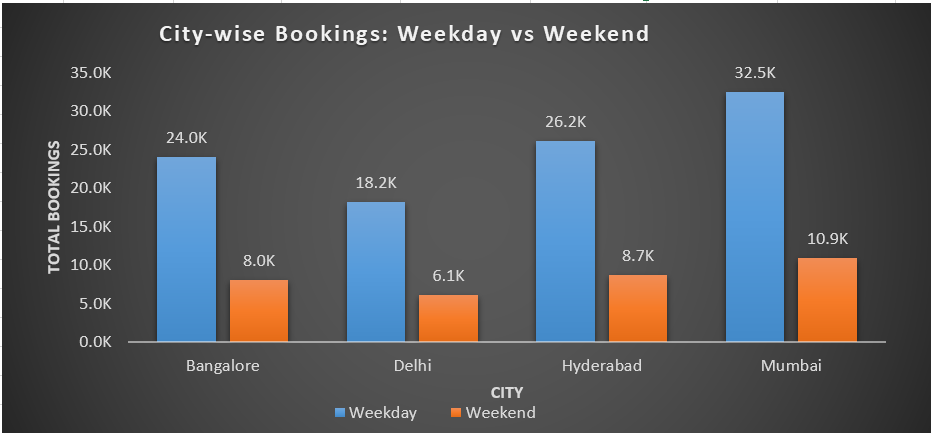 City-wise Bookings: Weekday vs Weekend
35.0K
30.0K
25.0K
20.0K
15.0K
10.0K
5.0K
0.0K
TOTAL BOOKINGS
24.0K
8.0K
18.2K
6.1K
26.2K
8.7K
32.5K
10.9K
Bangalore
Delhi
Hyderabad
Mumbai
CITY
Weekday
Weekend